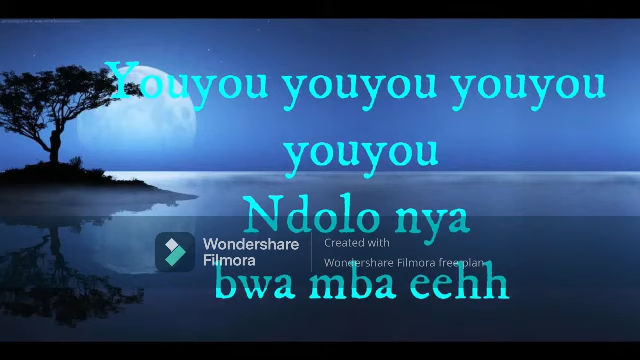 Youyou youyou youyou
youyou
Ndolo nya
bwa mba eehh
Wondershare
Filmora
Created with
Wondershare Filmora free plan